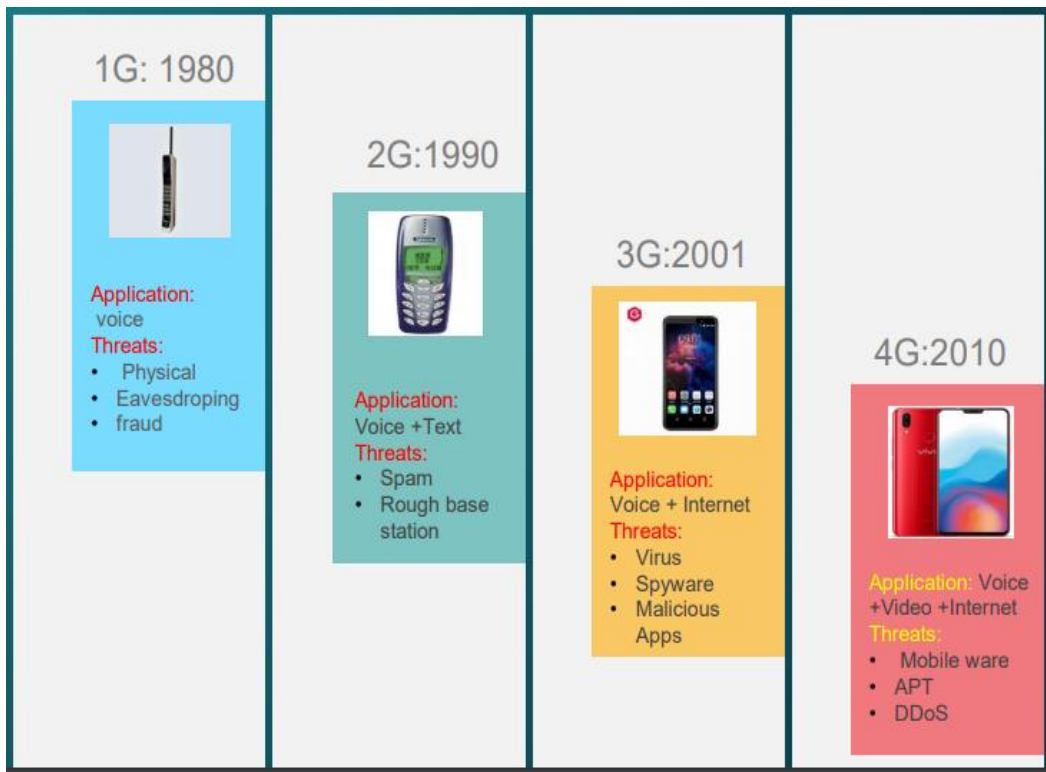 1G: 1980
Application:
voice
Threats:
• Physical
• Eavesdroping
• fraud
2G:1990
Application:
Voice +Text
Threats:
• Spam
• Rough base
station
3G:2001
Application:
Voice + Internet
Threats:
• Virus
• Spyware
• Malicious
Apps
4G:2010
vivo
Application: Voice
+Video +Internet
Threats:
• Mobile ware
• APT
• DDoS